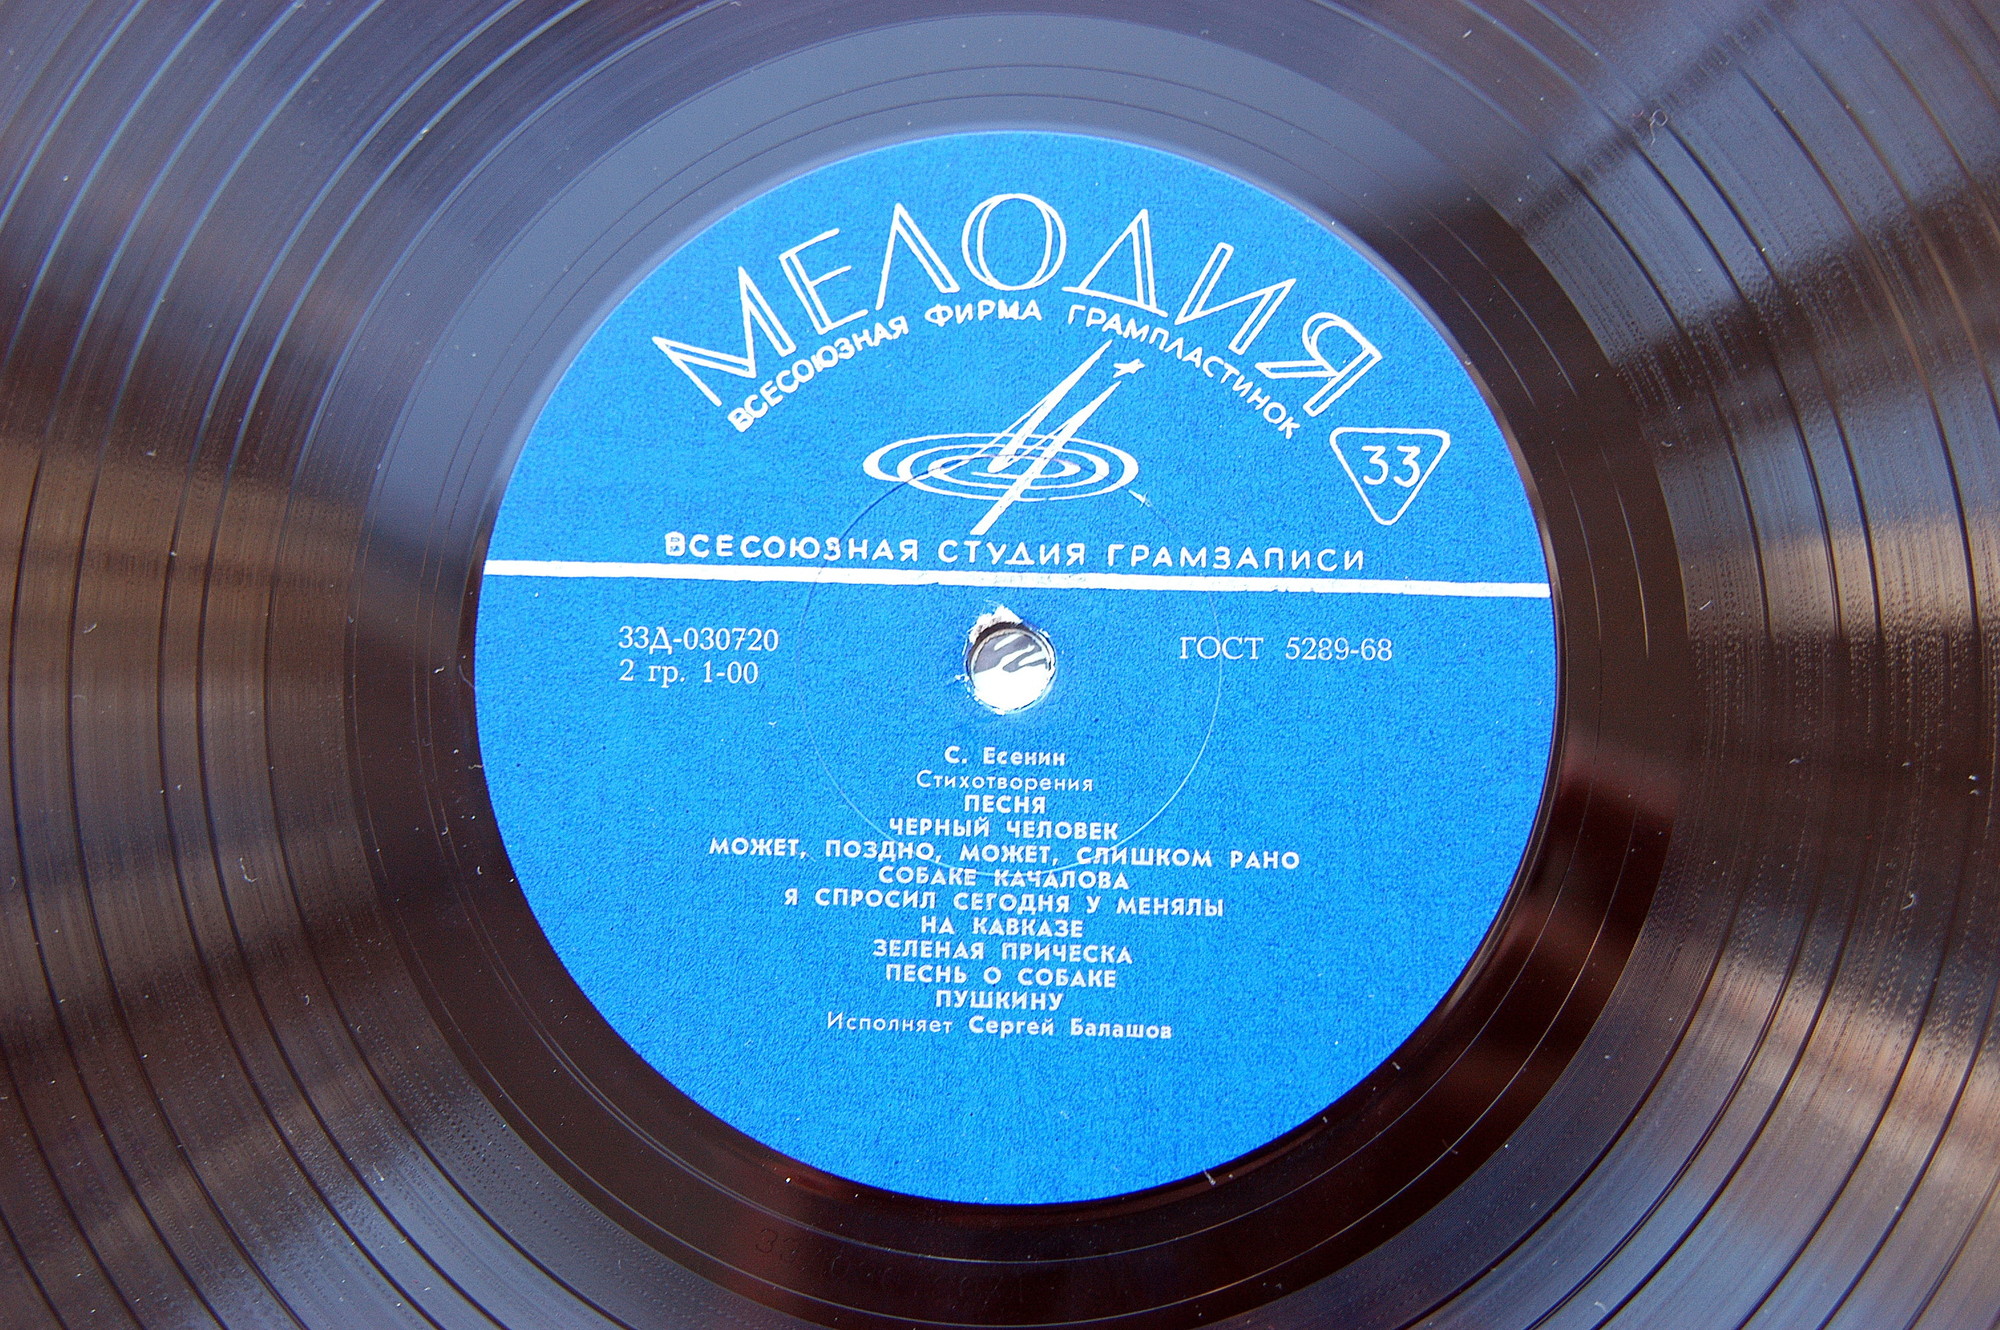 МЕЛОДИЯ
ВСЕСОЮЗНАЯ ФИРМА ГРАМПЛАСТИНОК
33
ВСЕСОЮЗНАЯ СТУДИЯ ГРАМЗАПИСИ
33Д-030720
ГОСТ 5289-68
2 гр. 1-00
С. Есенин
Стихотворения
ПЕСНЯ
ЧЕРНЫЙ ЧЕЛОВЕК
МОЖЕТ, ПОЗДНО, МОЖЕТ, СЛИШКОМ РАНО
СОБАКЕ КАЧАЛОВА
Я СПРОСИЛ СЕГОДНЯ У МЕНЯЛЫ
НА КАВКАЗЕ
ЗЕЛЕНАЯ ПРИЧЕСКА
ПЕСНЬ О СОБАКЕ
ПУШКИНУ
Исполняет Сергей Балашов